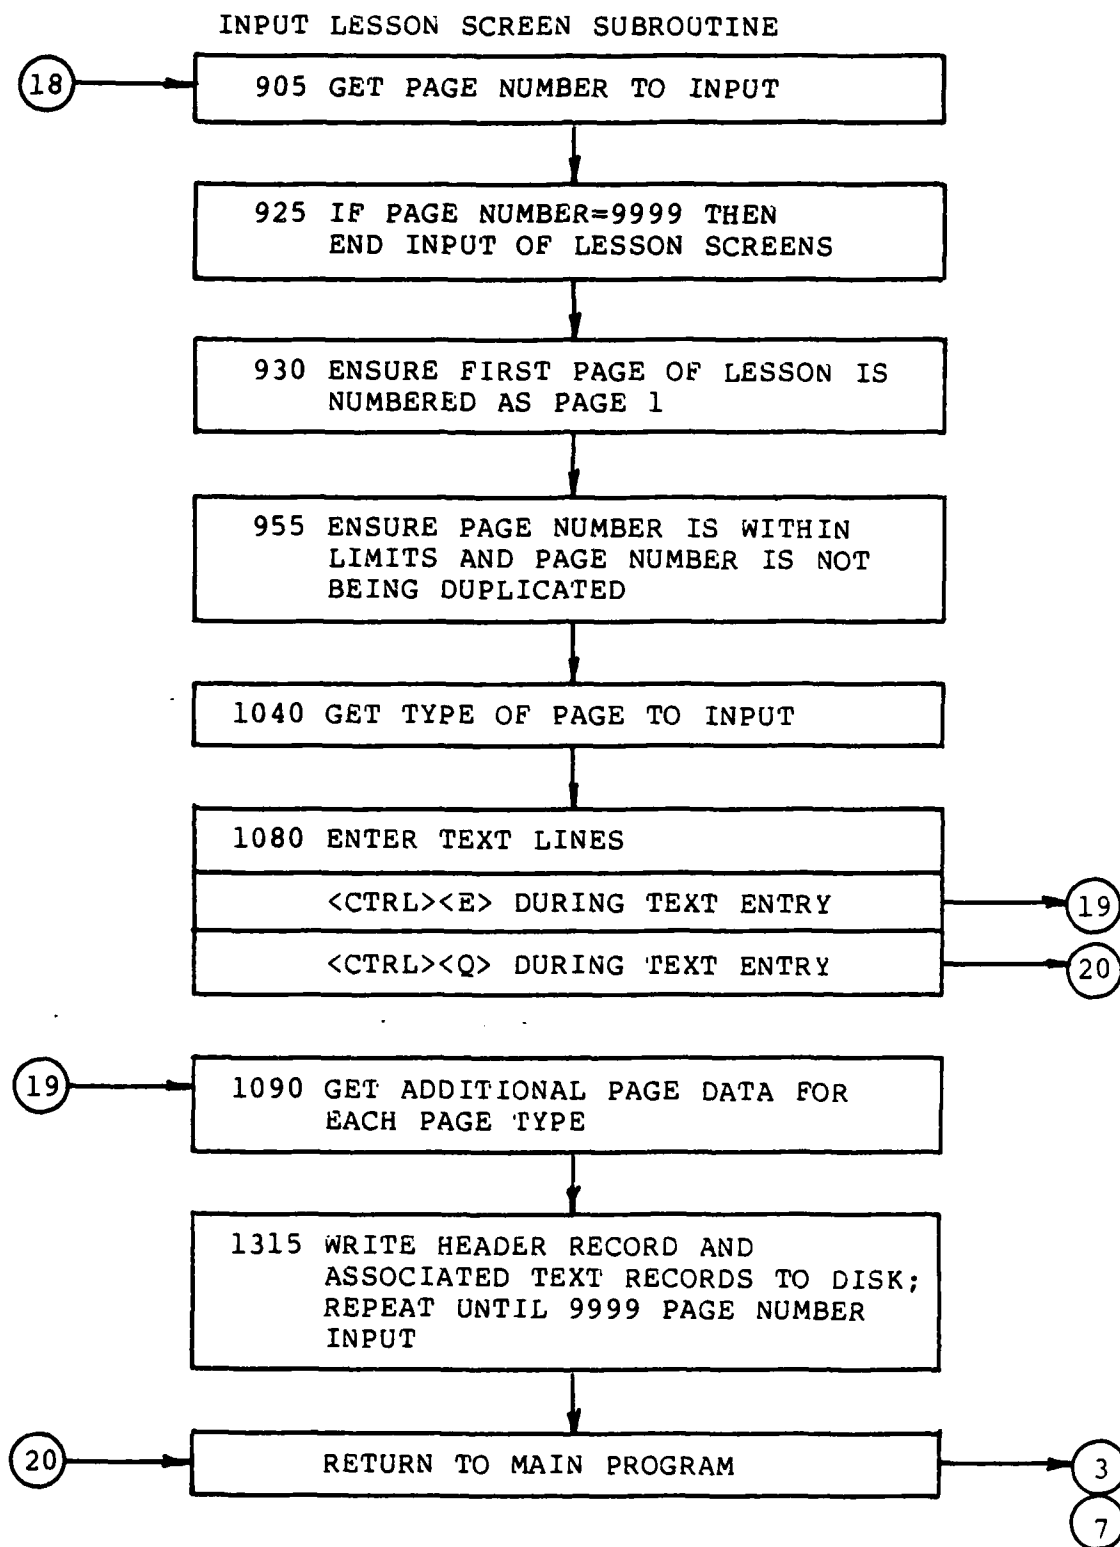 INPUT LESSON SCREEN SUBROUTINE
18
905 GET PAGE NUMBER TO INPUT
925 IF PAGE NUMBER=9999 THEN
END INPUT OF LESSON SCREENS
930 ENSURE FIRST PAGE OF LESSON IS
NUMBERED AS PAGE 1
955 ENSURE PAGE NUMBER IS WITHIN
LIMITS AND PAGE NUMBER IS NOT
BEING DUPLICATED
1040 GET TYPE OF PAGE TO INPUT
1080 ENTER TEXT LINES
<CTRL><E> DURING TEXT ENTRY
19
<CTRL><Q> DURING TEXT ENTRY
20
19
1090 GET ADDITIONAL PAGE DATA FOR
EACH PAGE TYPE
1315 WRITE HEADER RECORD AND
ASSOCIATED TEXT RECORDS TO DISK;
REPEAT UNTIL 9999 PAGE NUMBER
INPUT
20
RETURN TO MAIN PROGRAM
3
7